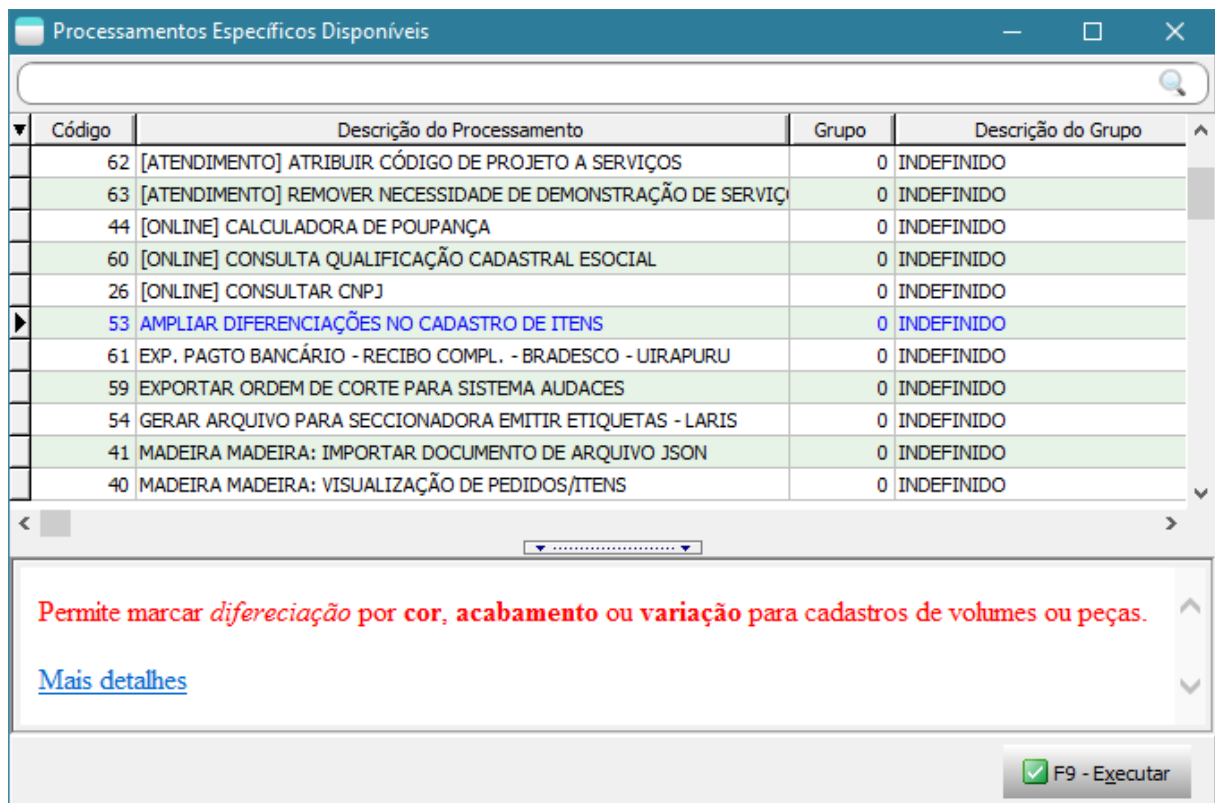 Processamentos Específicos Disponíveis
Código Descrição do Processamento Grupo Descrição do Grupo
62 [ATENDIMENTO] ATRIBUIR CÓDIGO DE PROJETO A SERVIÇOS 0 INDEFINIDO
63 [ATENDIMENTO] REMOVER NECESSIDADE DE DEMONSTRAÇÃO DE SERVIÇ 0 INDEFINIDO
44 [ONLINE] CALCULADORA DE POUPANÇA 0 INDEFINIDO
60 [ONLINE] CONSULTA QUALIFICAÇÃO CADASTRAL ESOCIAL 0 INDEFINIDO
26 [ONLINE] CONSULTAR CNPJ 0 INDEFINIDO
53 AMPLIAR DIFERENCIAÇÕES NO CADASTRO DE ITENS 0 INDEFINIDO
61 EXP. PAGTO BANCÁRIO - RECIBO COMPL. - BRADESCO - UIRAPURU 0 INDEFINIDO
59 EXPORTAR ORDEM DE CORTE PARA SISTEMA AUDACES 0 INDEFINIDO
54 GERAR ARQUIVO PARA SECCIONADORA EMITIR ETIQUETAS - LARIS 0 INDEFINIDO
41 MADEIRA MADEIRA: IMPORTAR DOCUMENTO DE ARQUIVO JSON 0 INDEFINIDO
40 MADEIRA MADEIRA: VISUALIZAÇÃO DE PEDIDOS/ITENS 0 INDEFINIDO
Permite marcar difereciação por cor, acabamento ou variação para cadastros de volumes ou peças.
Mais detalhes
F9 - Executar